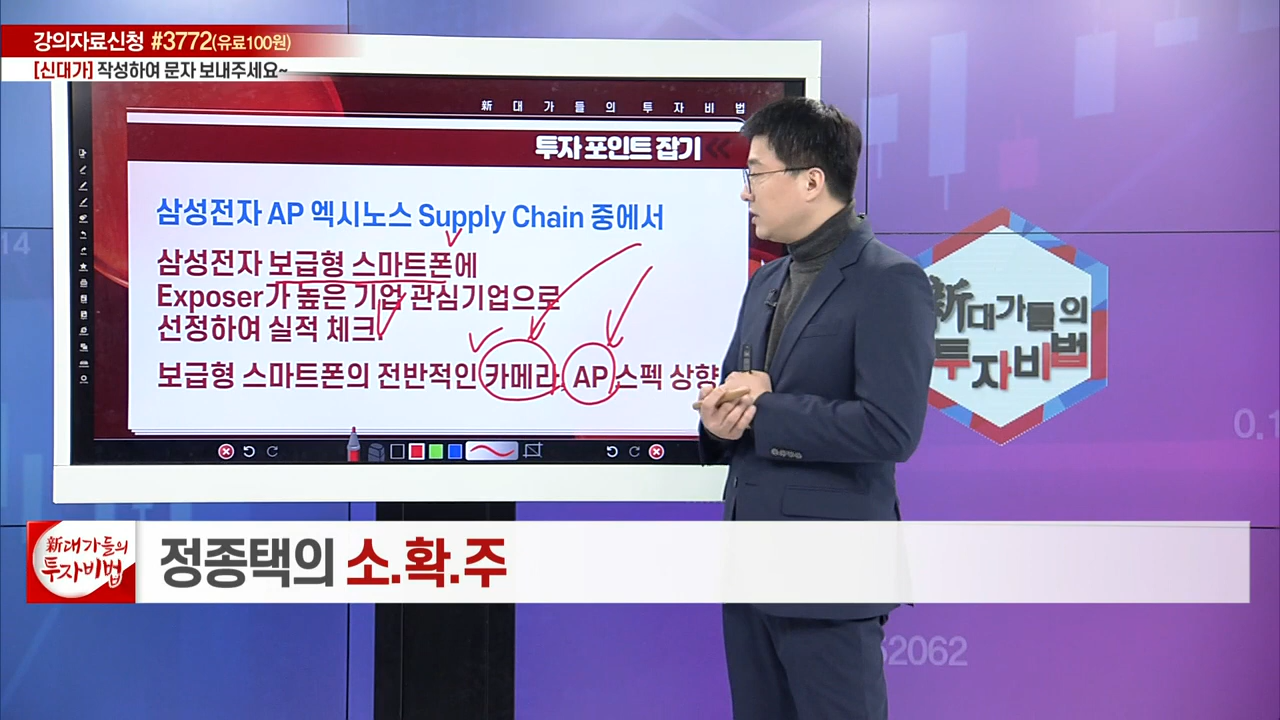 강의자료신청 #3772(유료100원)
[신대가] 작성하여 문자 보내주세요~
新 대 가 들 의 투 자 비 법
투자 포인트 잡기
삼성전자 AP 엑시노스 Supply Chain 중에서
삼성전자 보급형 스마트폰에
Exposer가 높은 기업 관심기업으로
선정하여 실적 체크
보급형 스마트폰의 전반적인 카메라, AP 스펙 상향
14
新대가들의
투자비법
0.1
52062
新대가들의
투자비법
정종택의 소.확.주